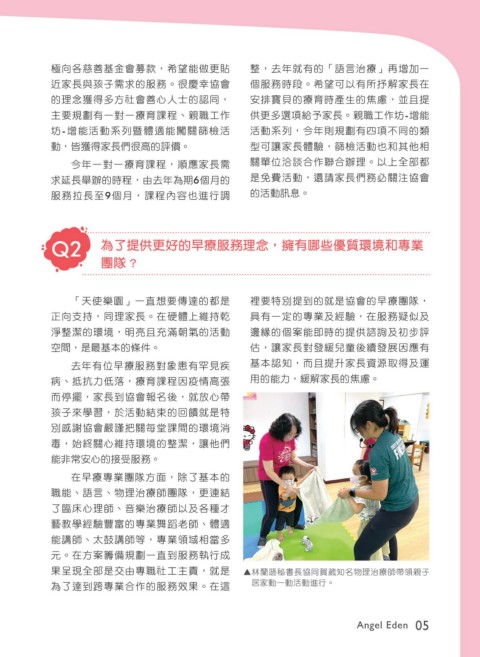 極向各慈善基金會募款，希望能做更貼
近家長與孩子需求的服務。很慶幸協會
的理念獲得多方社會善心人士的認同，
主要規劃有一對一療育課程、親職工作
坊-增能活動系列暨體適能闖關篩檢活
動，皆獲得家長們很高的評價。
今年一對一療育課程，順應家長需
求延長舉辦的時程，由去年為期6個月的
服務拉長至9個月，課程內容也進行調
整，去年就有的「語言治療」再增加一
個服務時段。希望可以有所抒解家長在
安排寶貝的療育時產生的焦慮，並且提
供更多選項給予家長。親職工作坊-增能
活動系列，今年則規劃有四項不同的類
型可讓家長體驗，篩檢活動也和其他相
關單位洽談合作聯合辦理。以上全部都
是免費活動，還請家長們務必關注協會
的活動訊息。
Q2 為了提供更好的早療服務理念，擁有哪些優質環境和專業
團隊？
「天使樂園」一直想要傳達的都是
正向支持，同理家長。在硬體上維持乾
淨整潔的環境，明亮且充滿朝氣的活動
空間，是最基本的條件。
去年有位早療服務對象患有罕見疾
病、抵抗力低落，療育課程因疫情高張
而停擺，家長到協會報名後，就放心帶
孩子來學習，於活動結束的回饋就是特
別感謝協會嚴謹把關每堂課間的環境消
毒，始終關心維持環境的整潔，讓他們
能非常安心的接受服務。
在早療專業團隊方面，除了基本的
職能、語言、物理治療師團隊，更連結
了臨床心理師、音樂治療師以及各種才
藝教學經驗豐富的專業舞蹈老師、體適
能講師、太鼓講師等，專業領域相當多
元。在方案籌備規劃一直到服務執行成
果呈現全部是交由專職社工主責，就是
為了達到跨專業合作的服務效果。在這
裡要特別提到的就是協會的早療團隊，
具有一定的專業及經驗，在服務疑似及
邊緣的個案能即時的提供諮詢及初步評
估，讓家長對發緩兒童後續發展因應有
基本認知，而且提升家長資源取得及運
用的能力，緩解家長的焦慮。
▲林蘭蓀秘書長協同賀藏知名物理治療師帶領親子
居家動一動活動進行。
Angel Eden 05